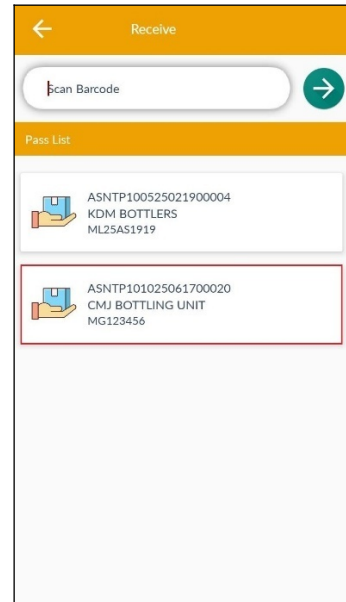 Receive
Scan Barcode
Pass List
ASNTP100525021900004
KDM BOTTLERS
ML25AS1919
ASNTP101025061700020
CMJ BOTTLING UNIT
MG123456